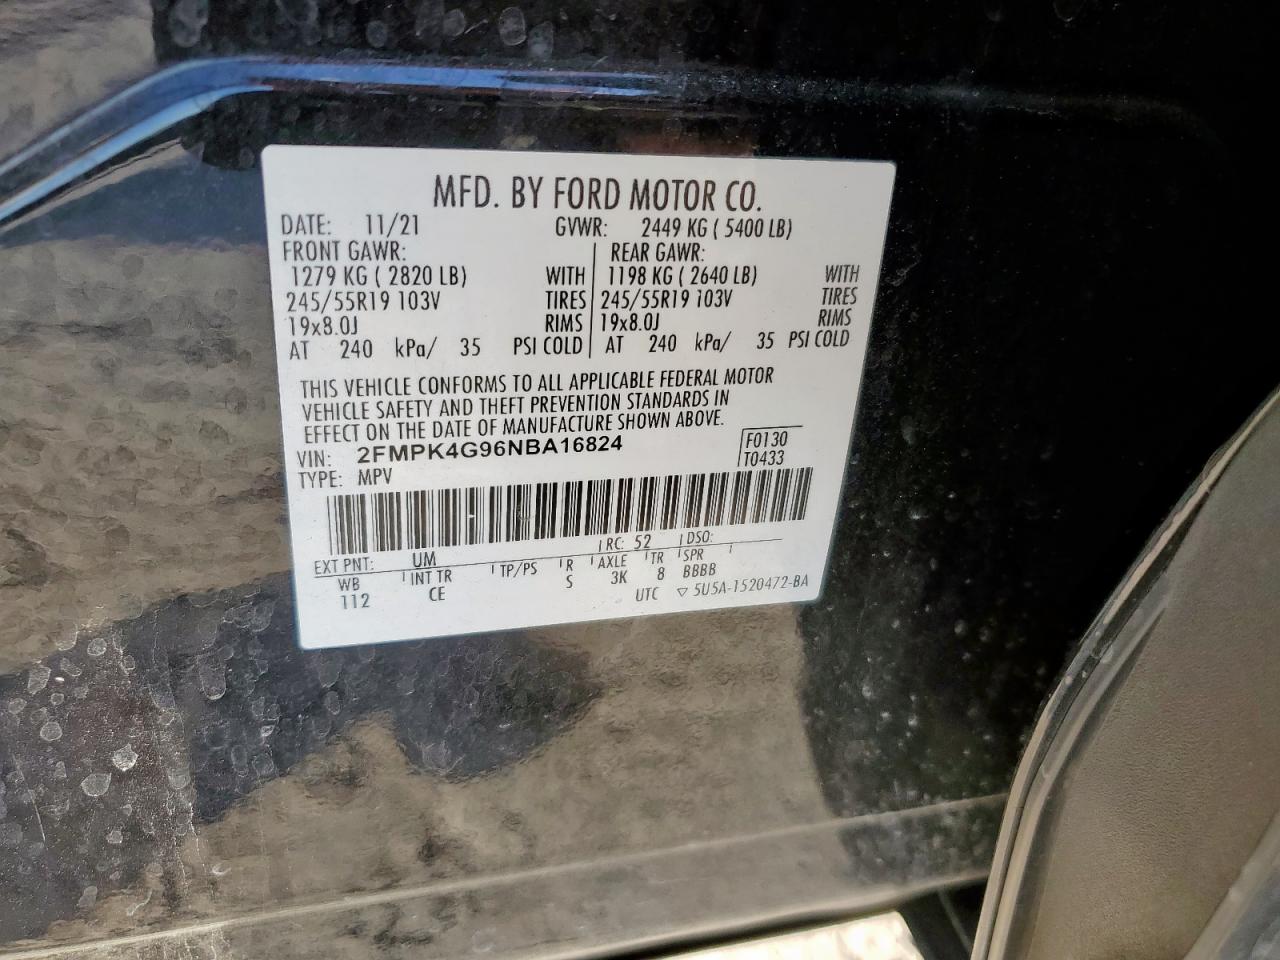 MFD. BY FORD MOTOR CO.
DATE: 11/21 GVWR: 2449 KG ( 5400 LB)
FRONT GAWR: REAR GAWR:
1279 KG ( 2820 LB) WITH 1198 KG ( 2640 LB) WITH
245/55R19 103V TIRES 245/55R19 103V TIRES
19x8.0J RIMS 19x8.0J RIMS
AT 240 kPa/ 35 PSI COLD AT 240 kPa/ 35 PSI COLD
THIS VEHICLE CONFORMS TO ALL APPLICABLE FEDERAL MOTOR
VEHICLE SAFETY AND THEFT PREVENTION STANDARDS IN
EFFECT ON THE DATE OF MANUFACTURE SHOWN ABOVE.
VIN: 2FMPK4G96NBA16824 F0130
TYPE: MPV T0433
EXT PNT: UM RC: 52 DSO:
WB INT TR TP/PS R AXLE TR SPR
112 CE S 3K 8 BBBB
UTC ▽ 5U5A-1520472-BA